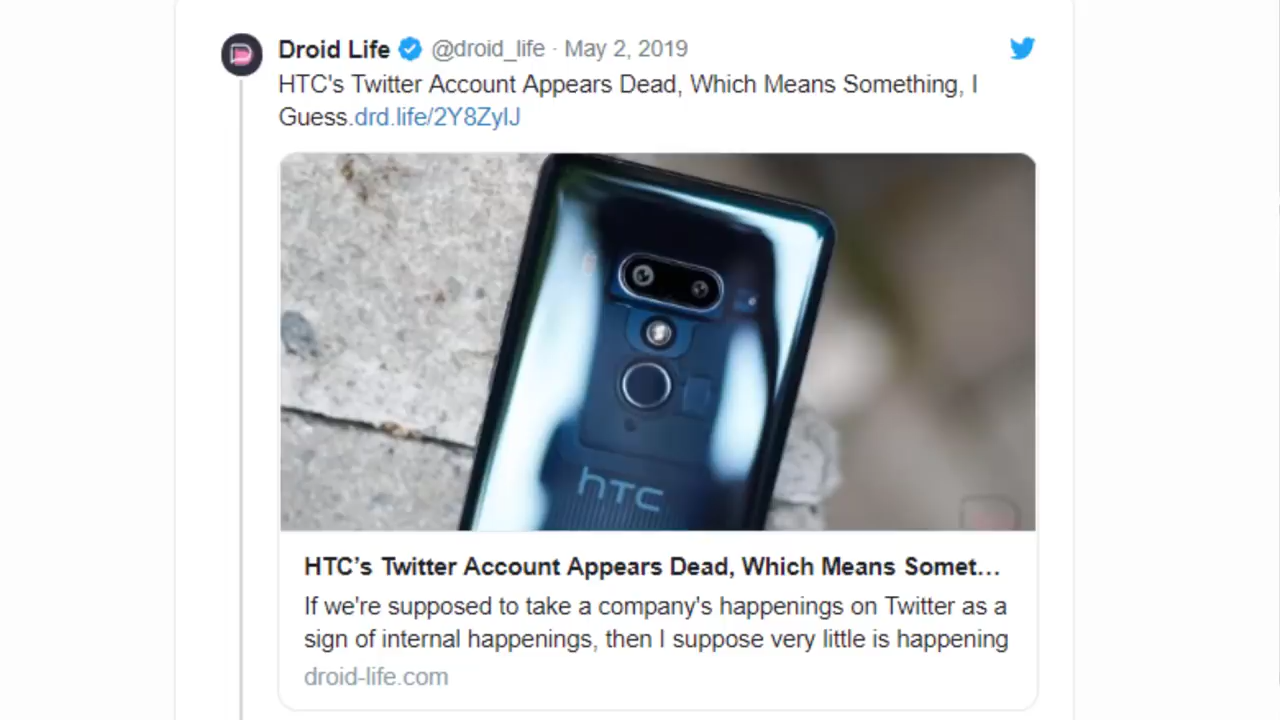 Droid Life @droid_life · May 2, 2019
HTC's Twitter Account Appears Dead, Which Means Something, I
Guess.drd.life/2Y8ZyIJ
hTC
HTC’s Twitter Account Appears Dead, Which Means Somet...
If we're supposed to take a company's happenings on Twitter as a
sign of internal happenings, then I suppose very little is happening
droid-life.com